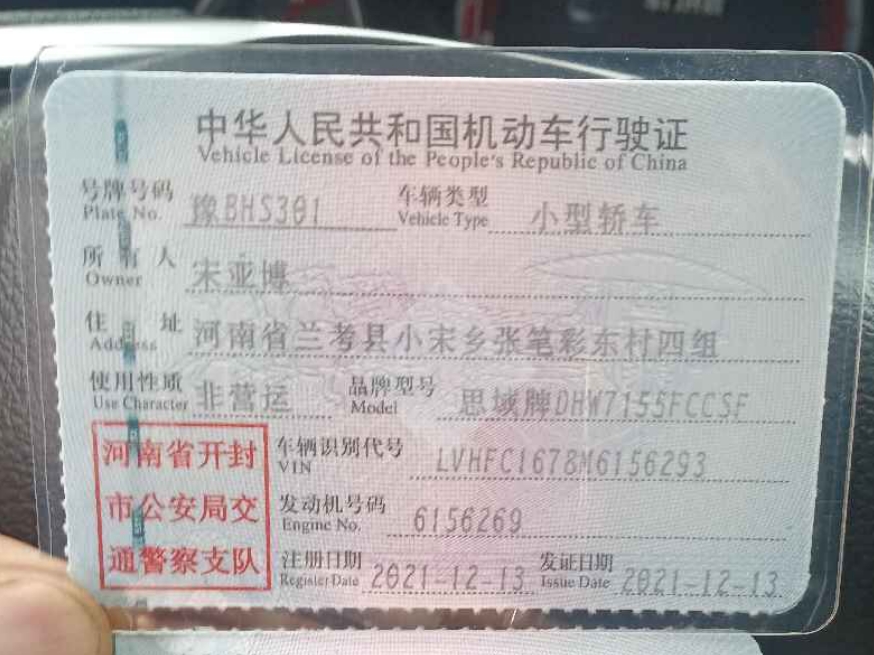 中华人民共和国机动车行驶证
Vehicle License of the People's Republic of China
号牌号码 豫BHS301 车辆类型 小型轿车
Plate No. Vehicle Type
所有人 宋亚博
Owner
住址 河南省兰考县小宋乡张笔彩东村四组
Address
使用性质 非营运 品牌型号 思域牌DHW7155FCCSF
Use Character Model
河南省开封
市公安局交
通警察支队
车辆识别代号 LVHFC1678M6156293
VIN
发动机号码 6156269
Engine No.
注册日期 2021-12-13 发证日期 2021-12-13
Register Date Issue Date